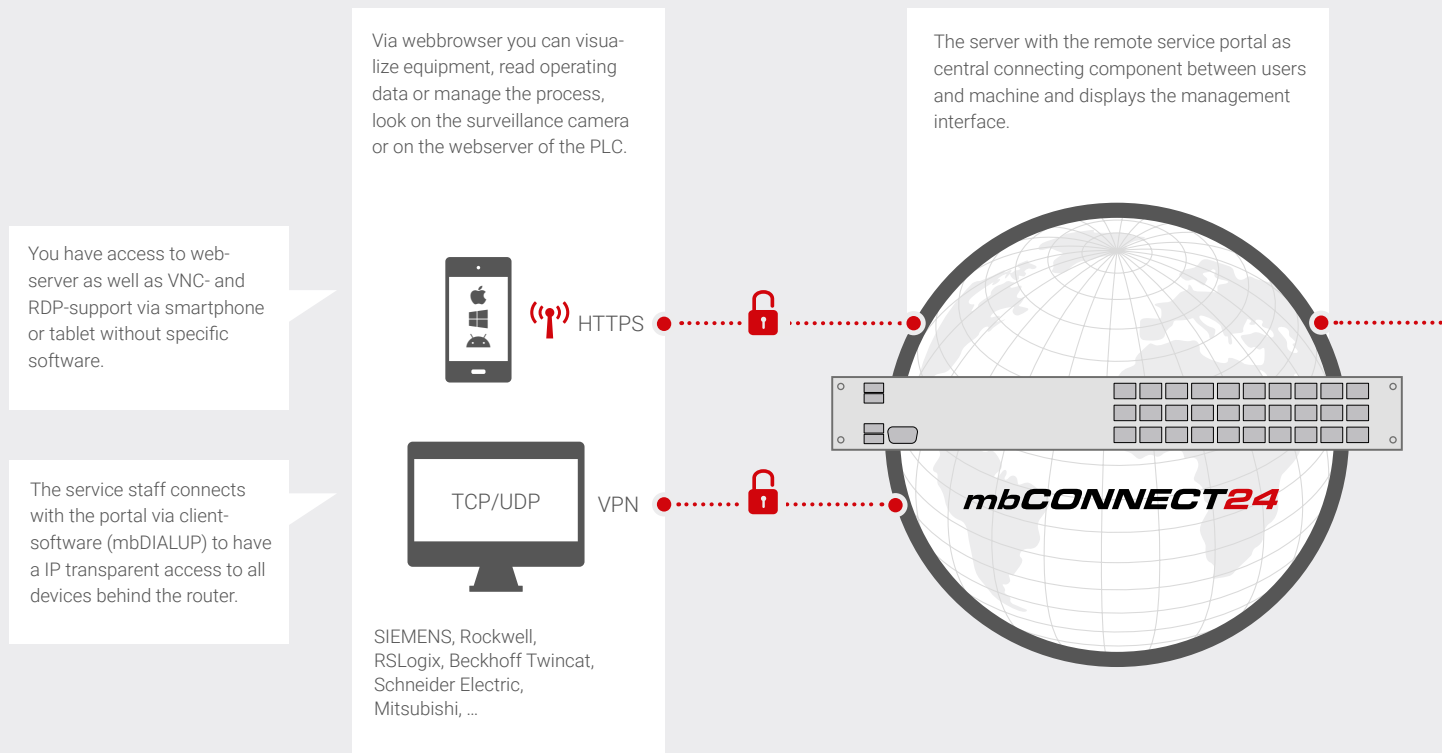 Via webbrowser you can visua-
lize equipment, read operating
data or manage the process,
look on the surveillance camera
or on the webserver of the PLC.
The server with the remote service portal as
central connecting component between users
and machine and displays the management
interface.
You have access to web-
server as well as VNC- and
RDP-support via smartphone
or tablet without specific
software.
HTTPS
The service staff connects
with the portal via client-
software (mbDIALUP) to have
a IP transparent access to all
devices behind the router.
TCP/UDP
VPN
mbCONNECT24
SIEMENS, Rockwell,
RSLogix, Beckhoff Twincat,
Schneider Electric,
Mitsubishi, ...